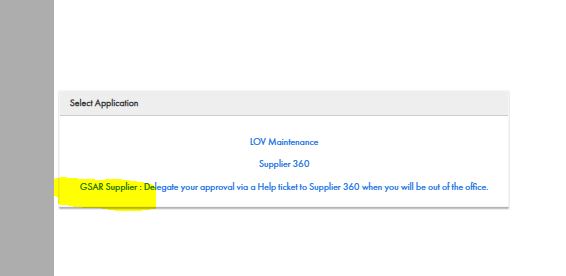 Select Application
LOV Maintenance
Supplier 360
GSAR Supplier : Delegate your approval via a Help ticket to Supplier 360 when you will be out of the office.